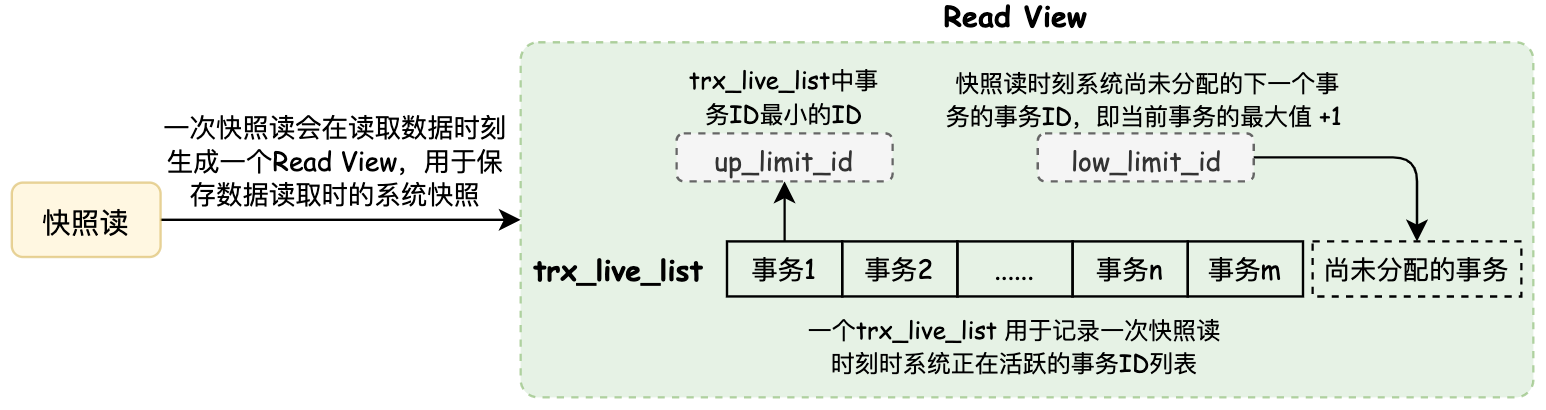 Read View
trx_live_list中事
务ID最小的ID
快照读时刻系统尚未分配的下一个事
务的事务ID，即当前事务的最大值 +1
up_limit_id
low_limit_id
一次快照读会在读取数据时刻
生成一个Read View，用于保
存数据读取时的系统快照
快照读
trx_live_list
事务1
事务2
......
事务n
事务m
尚未分配的事务
一个trx_live_list 用于记录一次快照读
时刻时系统正在活跃的事务ID列表